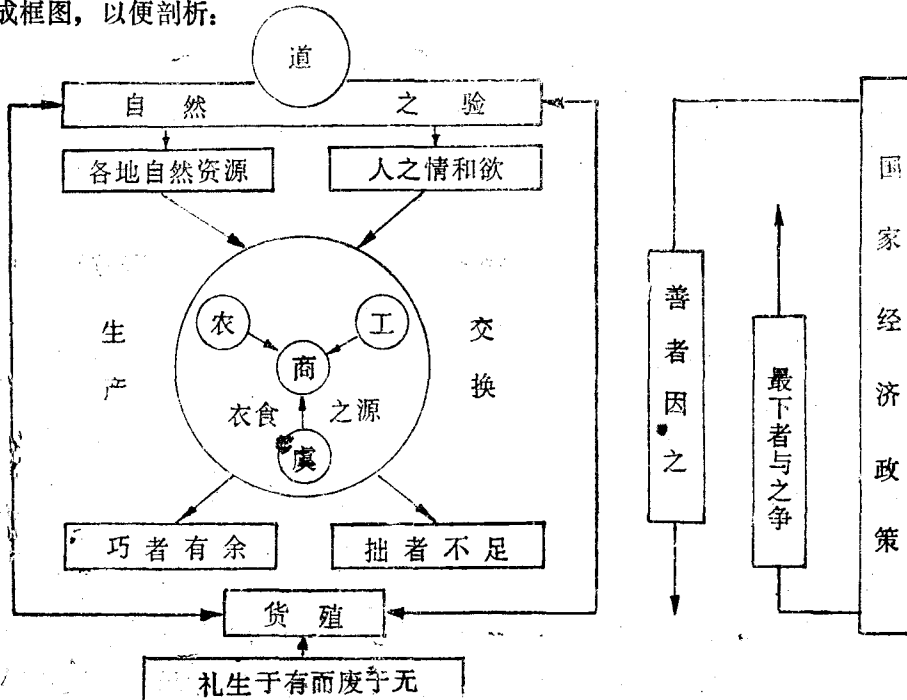 成框图，以便剖析：
道
自然之验
各地自然资源
人之情和欲
生产
交换
农
工
商
衣食之源
虞
巧者有余
拙者不足
货殖
礼生于有而废于无
善者因之
最下者与之争
国家经济政策